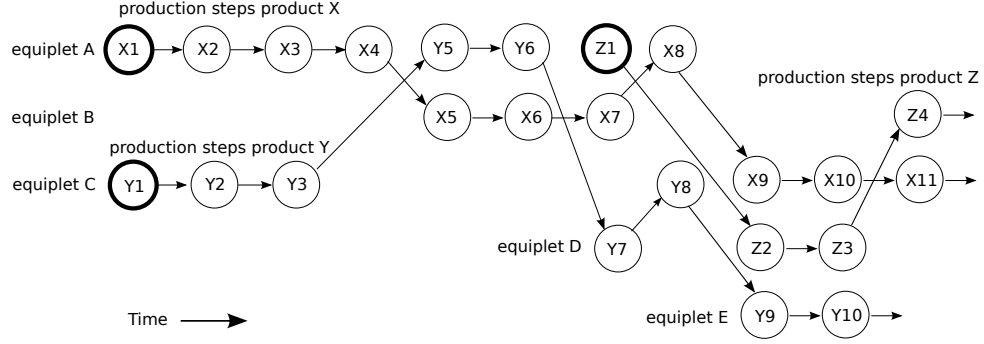 production steps product X
equiplet A X1 X2 X3 X4 Y5 Y6 Z1 X8
production steps product Z
equiplet B X5 X6 X7 Z4
production steps product Y
equiplet C Y1 Y2 Y3 Y8 X9 X10 X11
equiplet D Y7 Z2 Z3
Time equiplet E Y9 Y10